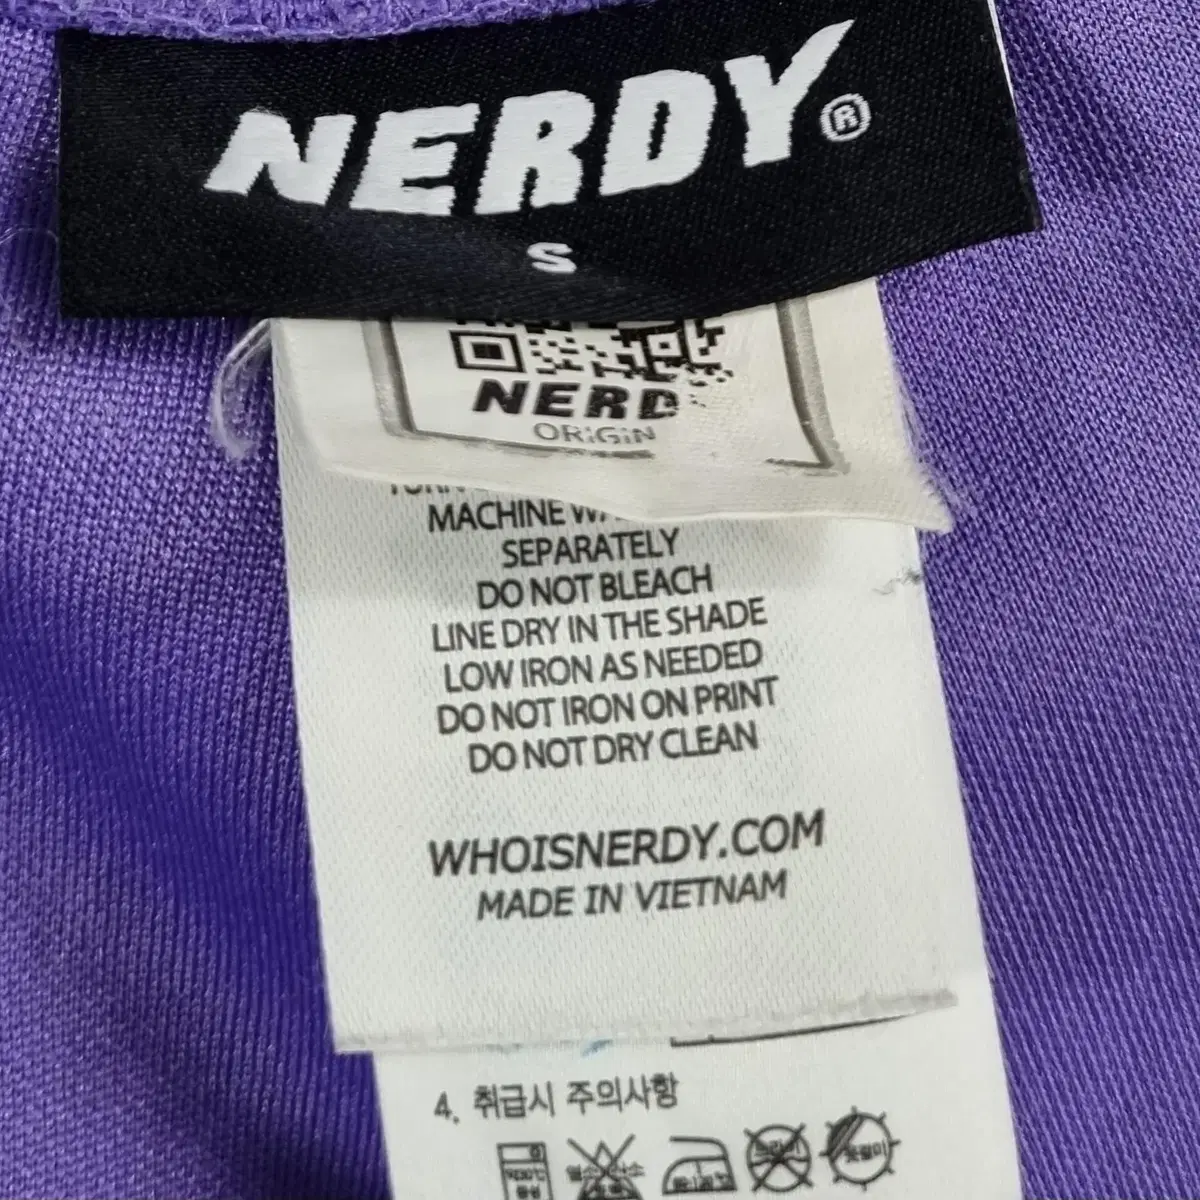 NERDY®
S
NERD
ORIGIN
MACHINE
SEPARATELY
DO NOT BLEACH
LINE DRY IN THE SHADE
LOW IRON AS NEEDED
DO NOT IRON ON PRINT
DO NOT DRY CLEAN
WHOISNERDY.COM
MADE IN VIETNAM
4. 취급시 주의사항